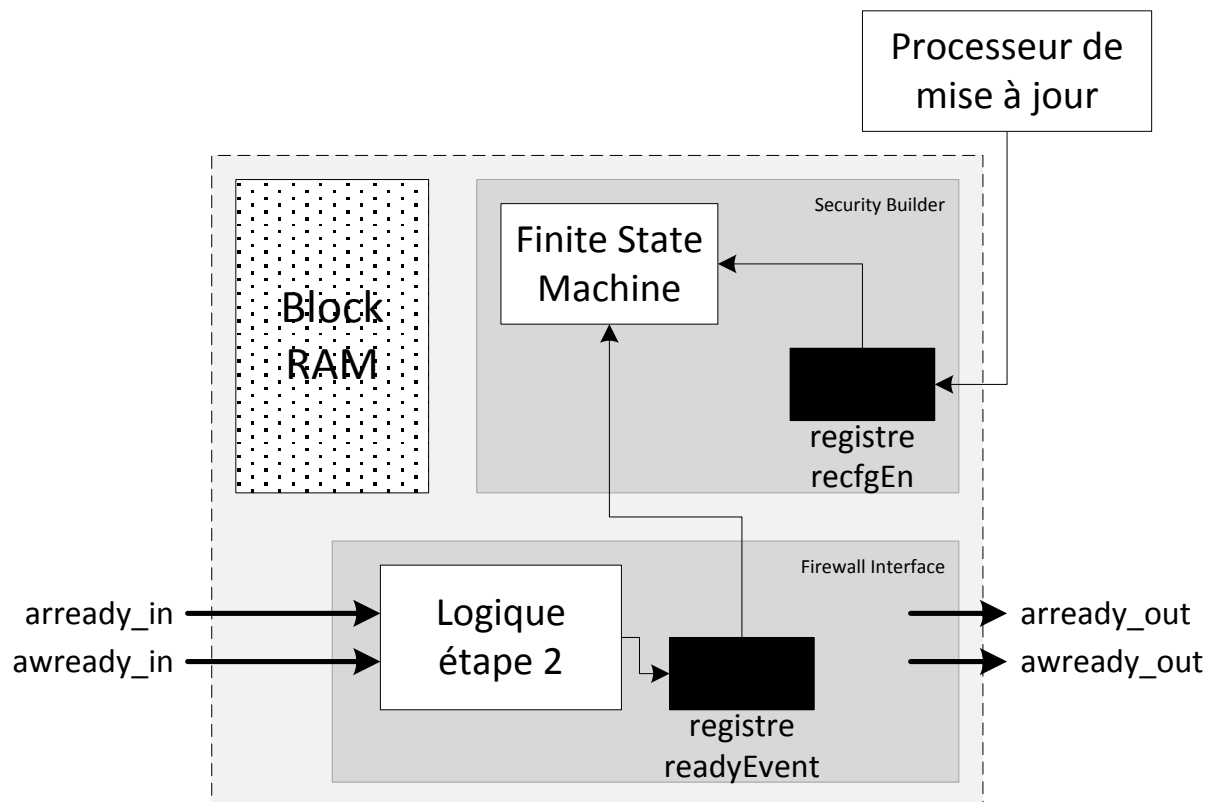 Processeur de
mise à jour
Security Builder
Finite State
Machine
Block
RAM
registre
recfgEn
Firewall Interface
arready_in
awready_in
Logique
étape 2
arready_out
awready_out
registre
readyEvent